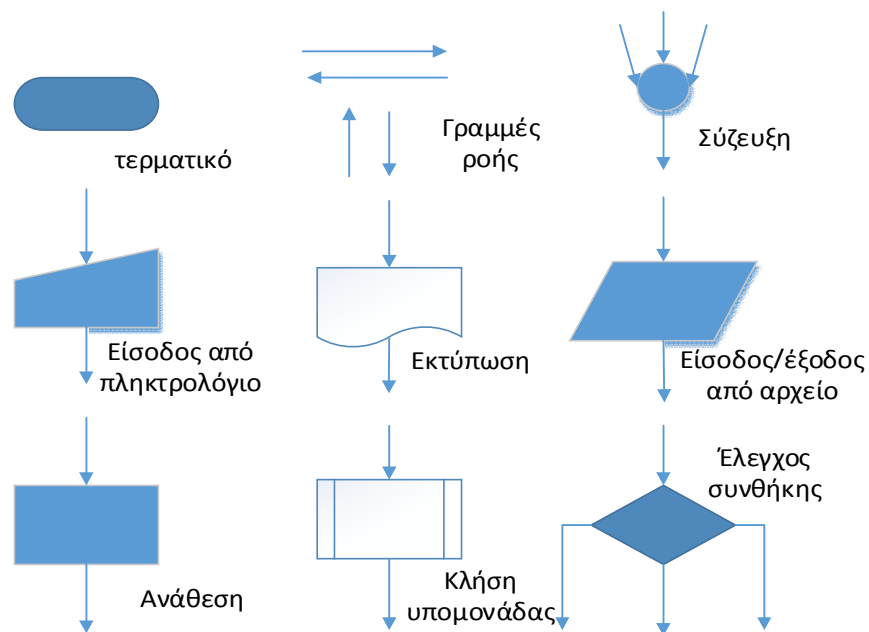 τερματικό
Γραμμές
ροής
Σύζευξη
Είσοδος από
πληκτρολόγιο
Εκτύπωση
Είσοδος/έξοδος
από αρχείο
Ανάθεση
Κλήση
υπομονάδας
Έλεγχος
συνθήκης